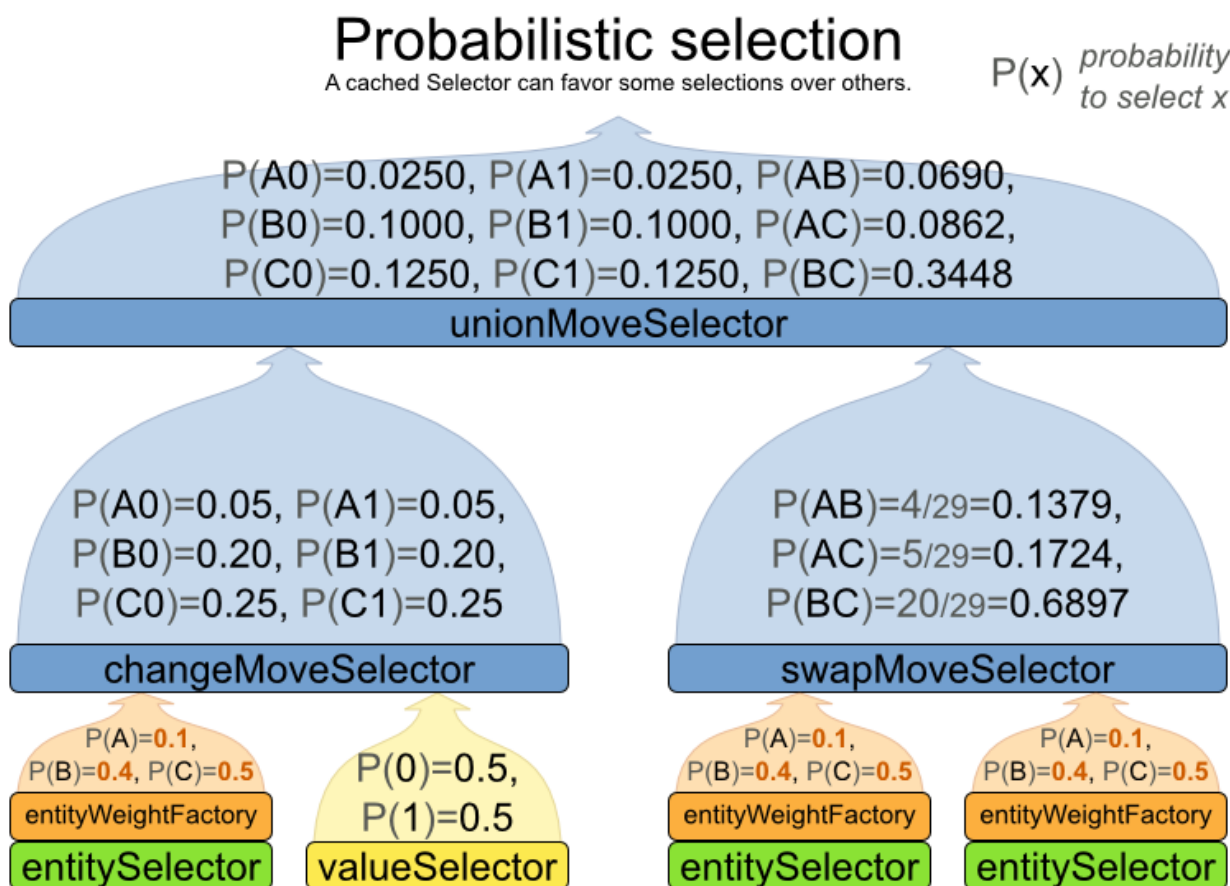 Probabilistic selection
A cached Selector can favor some selections over others.
P(x) probability
to select x
P(A0)=0.0250, P(A1)=0.0250, P(AB)=0.0690,
P(B0)=0.1000, P(B1)=0.1000, P(AC)=0.0862,
P(C0)=0.1250, P(C1)=0.1250, P(BC)=0.3448
unionMoveSelector
P(A0)=0.05, P(A1)=0.05,
P(B0)=0.20, P(B1)=0.20,
P(C0)=0.25, P(C1)=0.25
changeMoveSelector
P(AB)=4/29=0.1379,
P(AC)=5/29=0.1724,
P(BC)=20/29=0.6897
swapMoveSelector
P(A)=0.1,
P(B)=0.4, P(C)=0.5
entityWeightFactory
entitySelector
P(0)=0.5,
P(1)=0.5
valueSelector
P(A)=0.1,
P(B)=0.4, P(C)=0.5
entityWeightFactory
entitySelector
P(A)=0.1,
P(B)=0.4, P(C)=0.5
entityWeightFactory
entitySelector